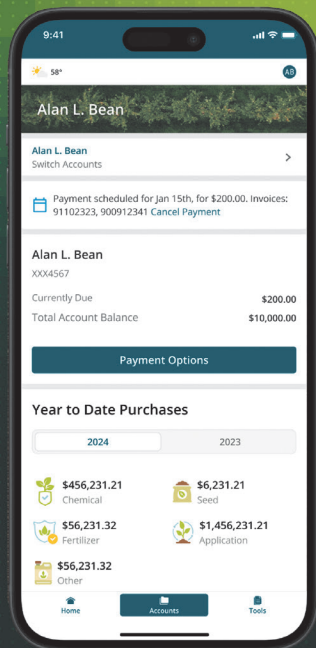 9:41
58°
AB
Alan L. Bean
Alan L. Bean
Switch Accounts
Payment scheduled for Jan 15th, for $200.00. Invoices:
91102323, 900912341 Cancel Payment
Alan L. Bean
XXX4567
Currently Due $200.00
Total Account Balance $10,000.00
Payment Options
Year to Date Purchases
2024 2023
$456,231.21 $6,231.21
Chemical Seed
$56,231.32 $1,456,231.21
Fertilizer Application
$56,231.32
Other
Home Accounts Tools